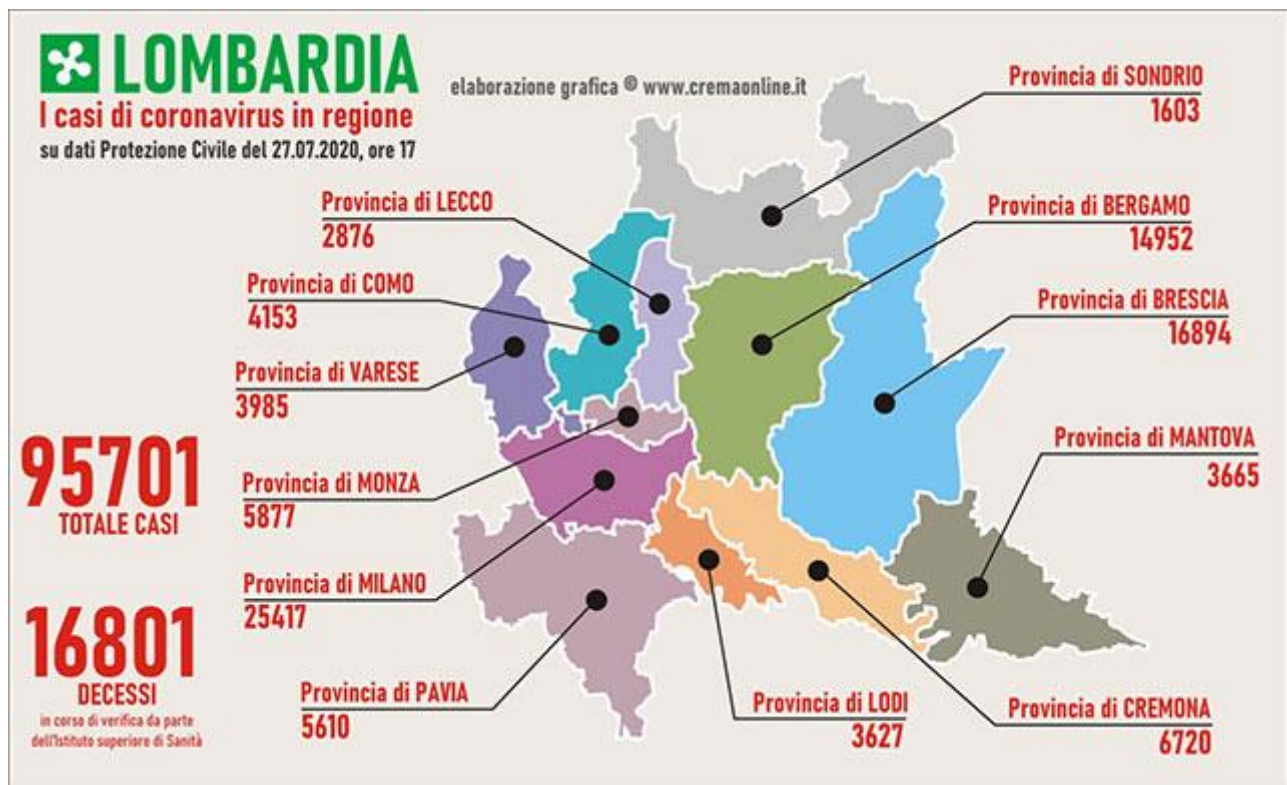 LOMBARDIA
I casi di coronavirus in regione
su dati Protezione Civile del 27.07.2020, ore 17
elaborazione grafica © www.cremaonline.it
Provincia di SONDRIO
1603
Provincia di LECCO
2876
Provincia di BERGAMO
14952
Provincia di COMO
4153
Provincia di BRESCIA
16894
Provincia di VARESE
3985
Provincia di MANTOVA
3665
95701
TOTALE CASI
Provincia di MONZA
5877
Provincia di MILANO
25417
16801
DECESSI
in corso di verifica da parte
dell'Istituto superiore di Sanità
Provincia di PAVIA
5610
Provincia di LODI
3627
Provincia di CREMONA
6720